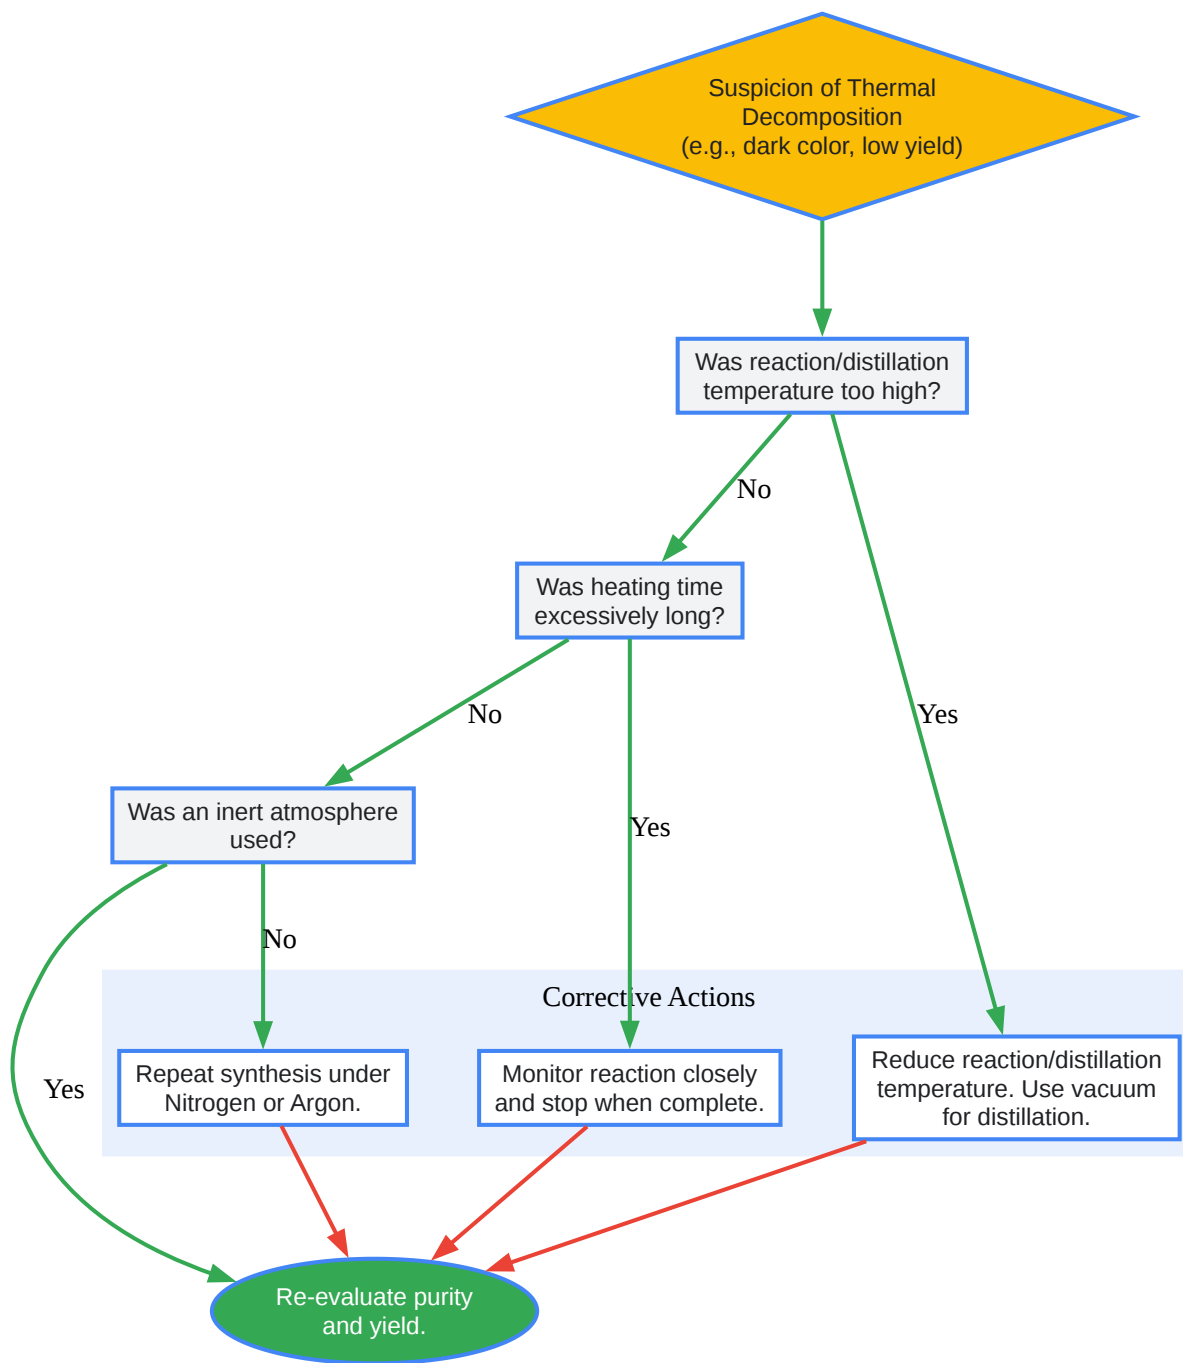 Suspicion of Thermal
Decomposition
(e.g., dark color, low yield)
Was reaction/distillation
temperature too high?
No
Was heating time
excessively long?
No
Yes
Was an inert atmosphere
used?
Yes
No
Corrective Actions
Repeat synthesis under
Nitrogen or Argon.
Monitor reaction closely
and stop when complete.
Reduce reaction/distillation
temperature. Use vacuum
for distillation.
Yes
Re-evaluate purity
and yield.